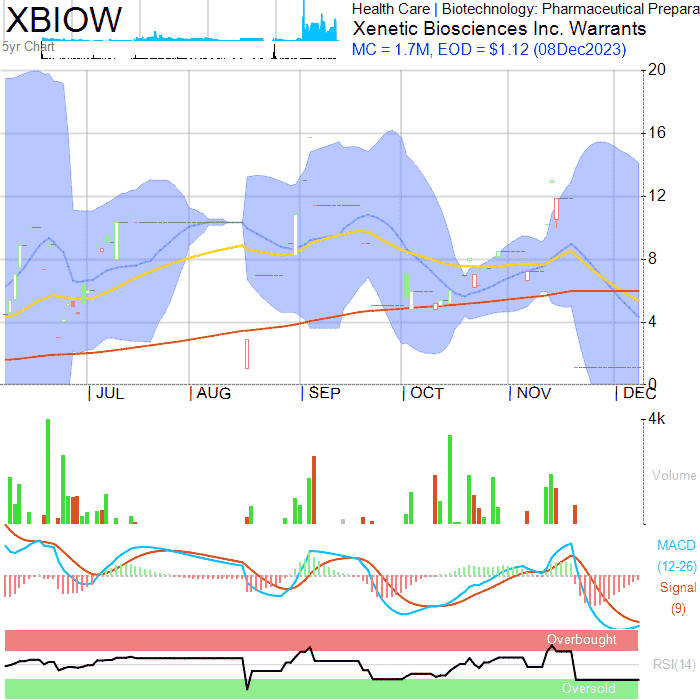 XBIOW
5yr Chart
Health Care | Biotechnology: Pharmaceutical Prepara
Xenetic Biosciences Inc. Warrants
MC = 1.7M, EOD = $1.12 (08Dec2023)
20
16
12
8
4
0
JUL AUG SEP OCT NOV DEC
4k
Volume
MACD
(12-26)
Signal
(9)
Overbought
RSI(14)
Oversold